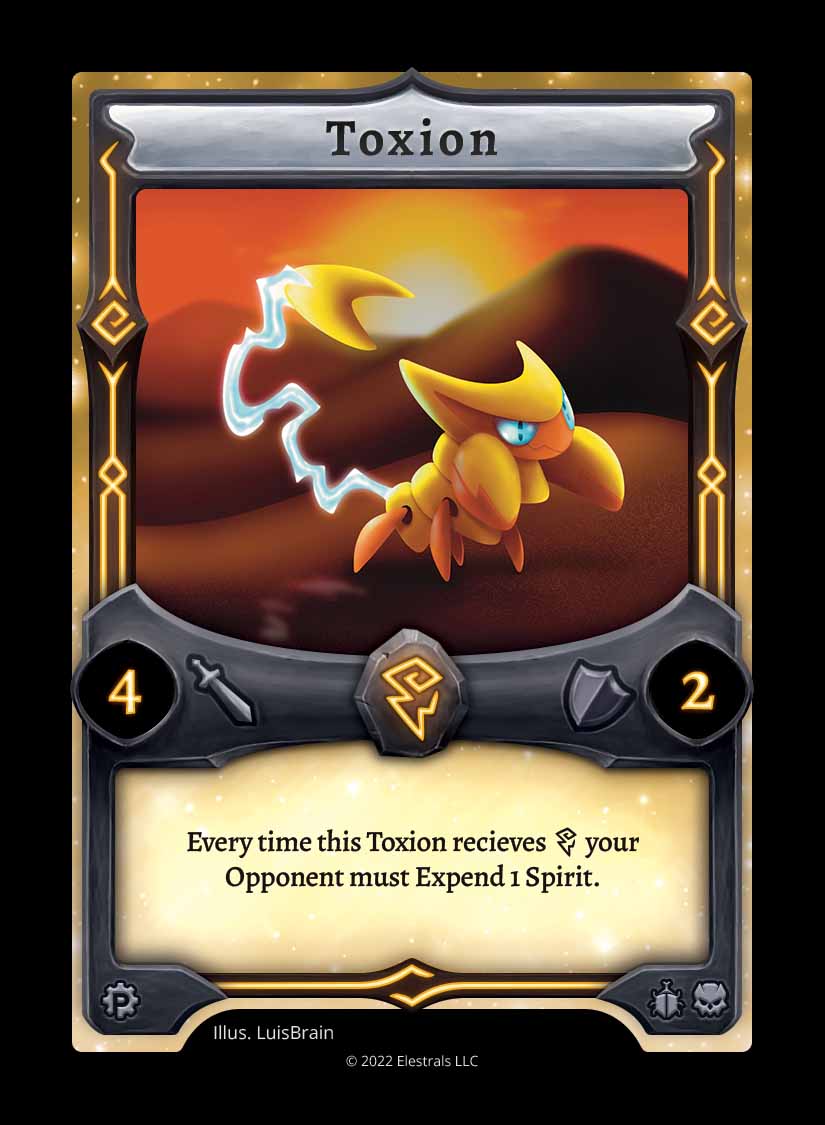 Toxion
4
2
Every time this Toxion recieves your
Opponent must Expend 1 Spirit.
P
Illus. LuisBrain
© 2022 Elestrals LLC